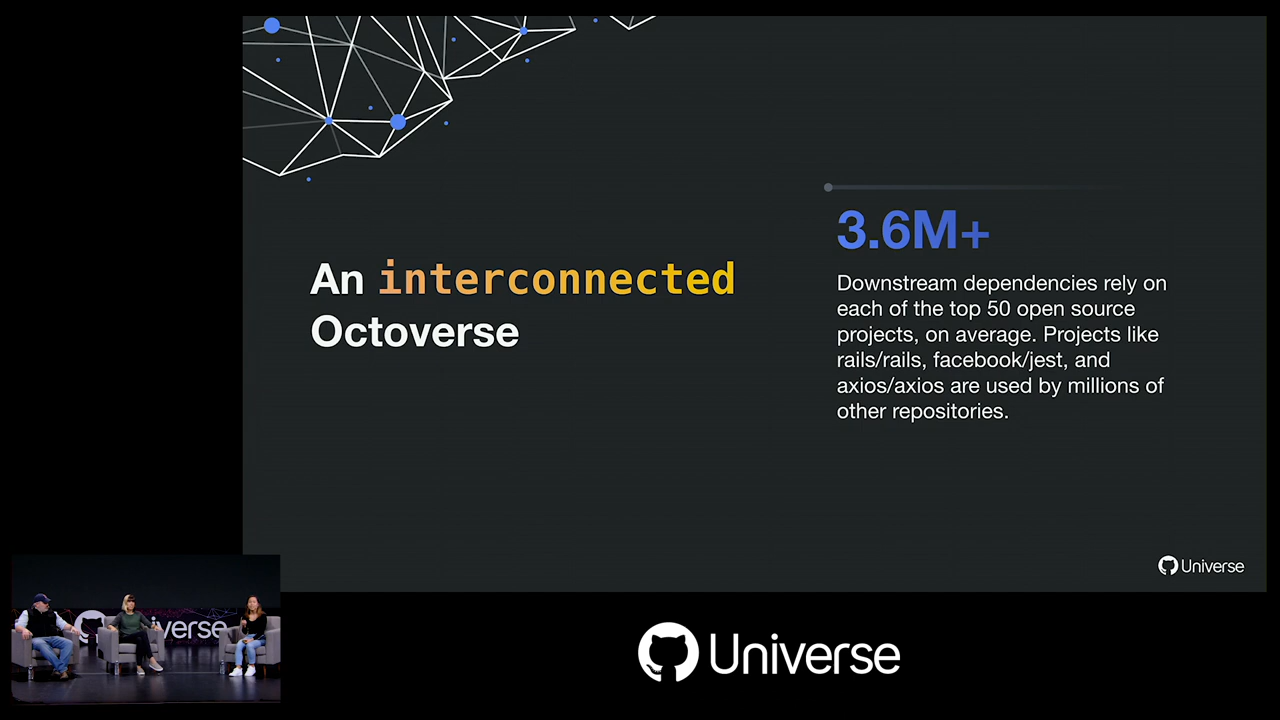 An interconnected
Octoverse
3.6M+
Downstream dependencies rely on
each of the top 50 open source
projects, on average. Projects like
rails/rails, facebook/jest, and
axios/axios are used by millions of
other repositories.
Universe
iverse
Universe